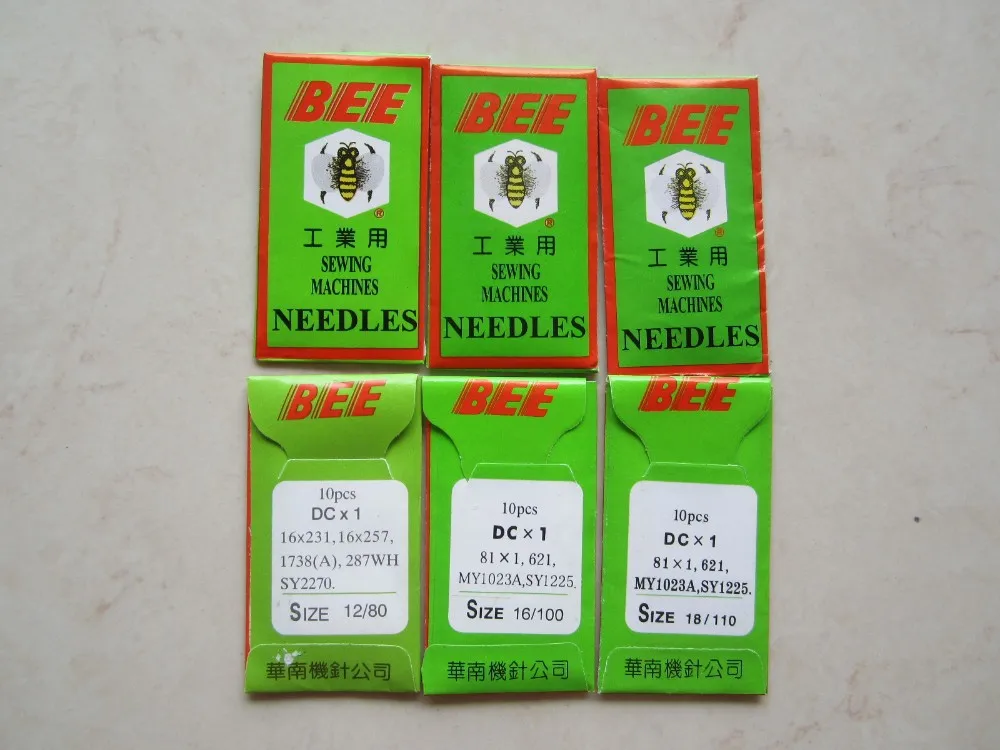 BEE
®
工業用
SEWING
MACHINES
NEEDLES
BEE
®
工業用
SEWING
MACHINES
NEEDLES
BEE
®
工業用
SEWING
MACHINES
NEEDLES
BEE
10pcs
DC x 1
16x231, 16x257,
1738(A), 287WH
SY2270.
SIZE 12/80
華南機針公司
BEE
10pcs
DC × 1
81 × 1, 621,
MY1023A,SY1225.
SIZE 16/100
華南機針公司
BEE
10pcs
DC × 1
81 × 1, 621,
MY1023A,SY1225.
SIZE 18/110
華南機針公司